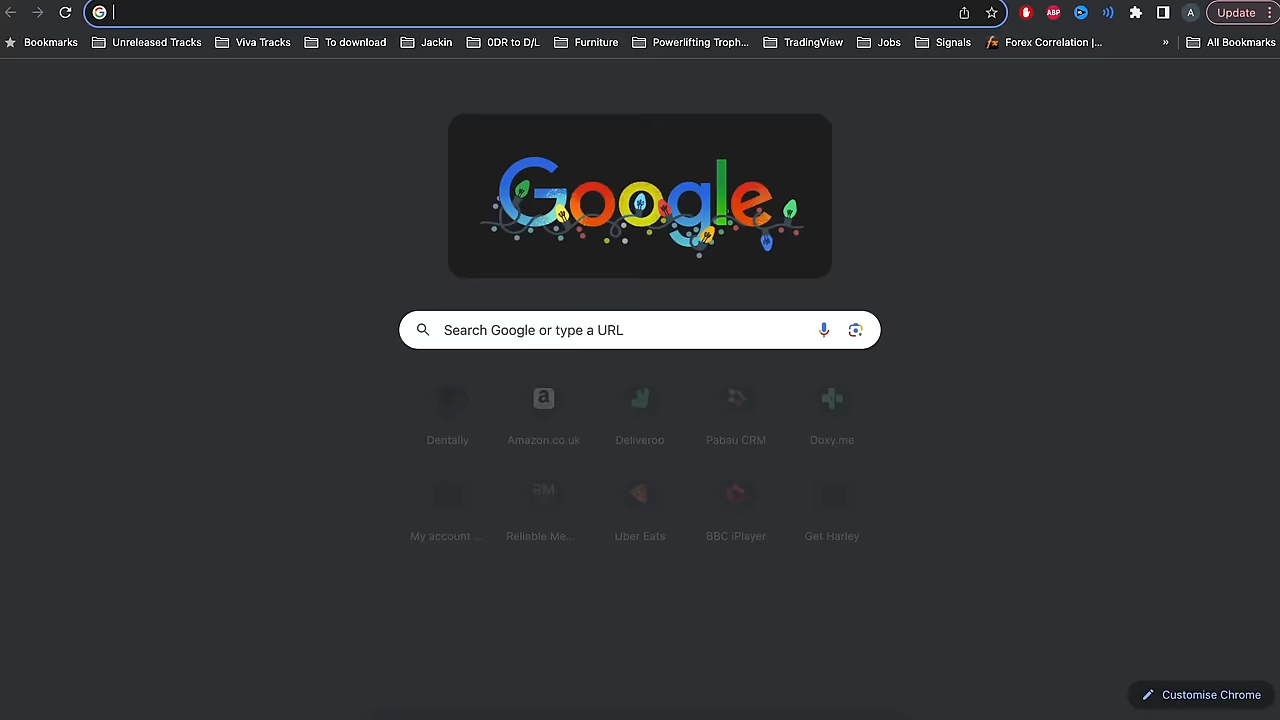 A Update
Bookmarks Unreleased Tracks Viva Tracks To download Jackin 0DR to D/L Furniture Powerlifting Troph... TradingView Jobs Signals Forex Correlation |... » All Bookmarks
Google
Search Google or type a URL
Dentally Amazon.co.uk Deliveroo Pabau CRM Doxy.me
RM
My account ... Reliable Me... Uber Eats BBC iPlayer Get Harley
Customise Chrome